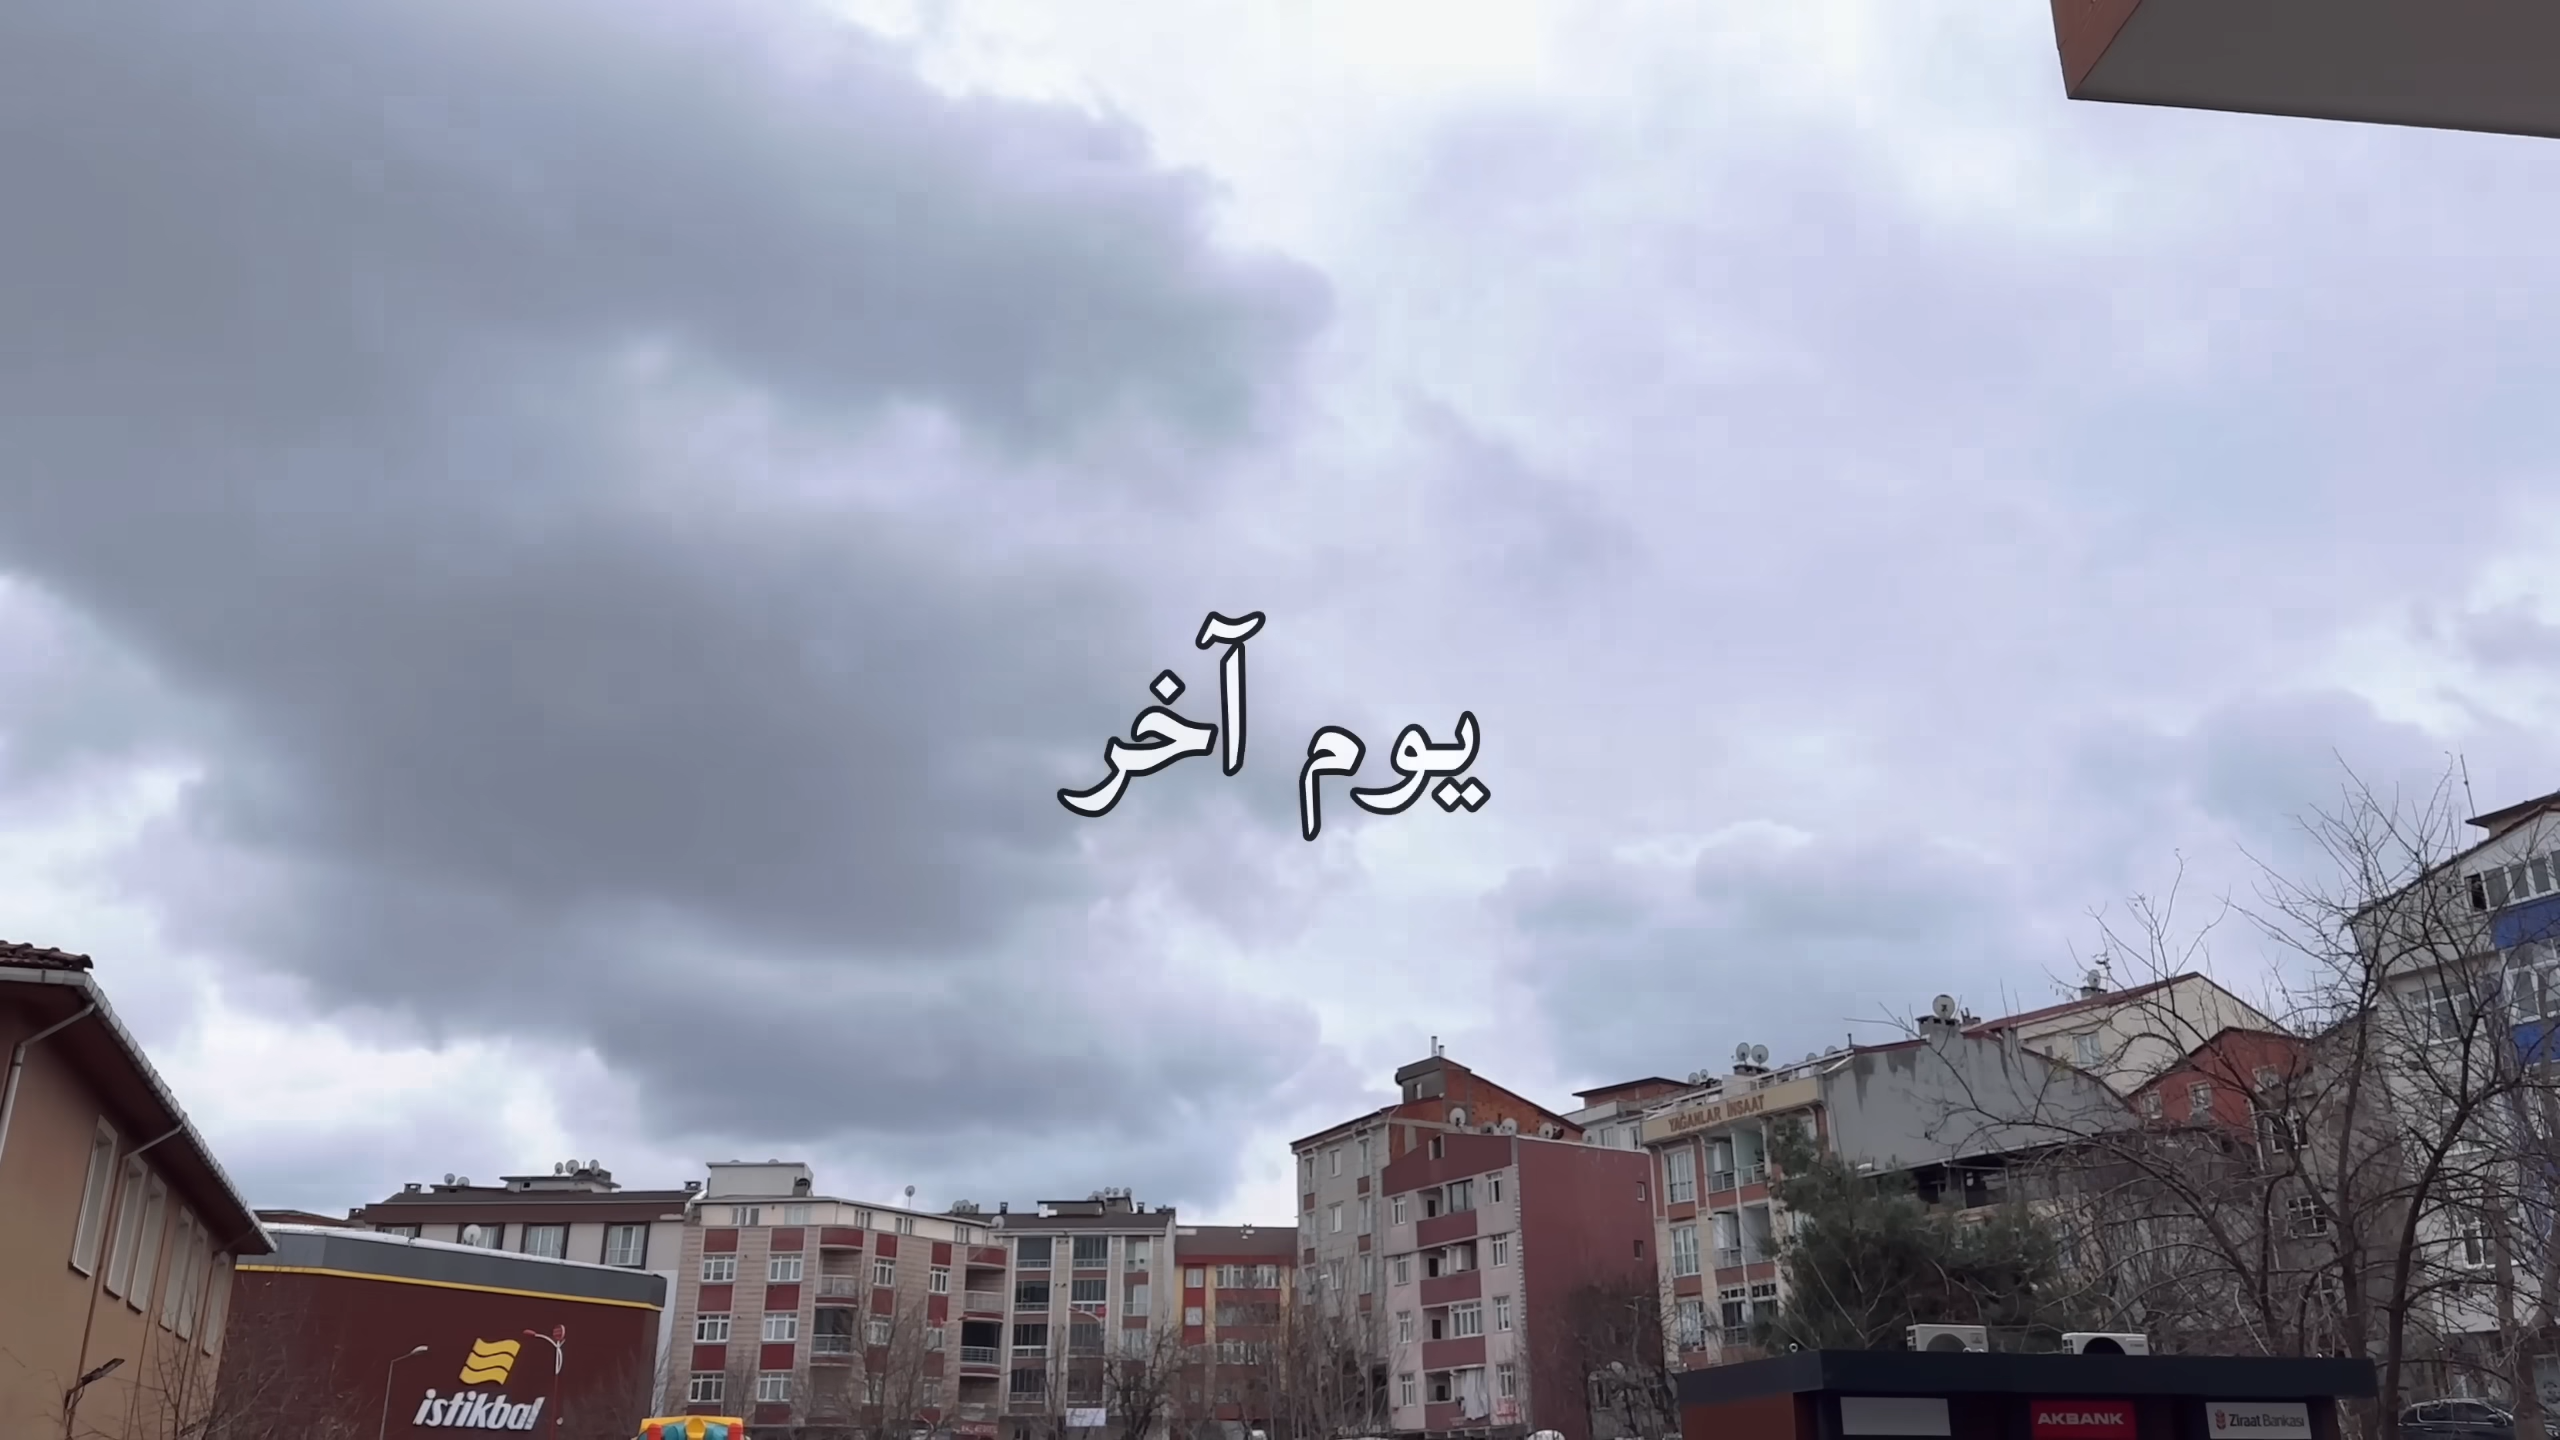 يوم آخر
YAĞANLAR İNŞAAT
istikbal
AKBANK
Ziraat Bankası